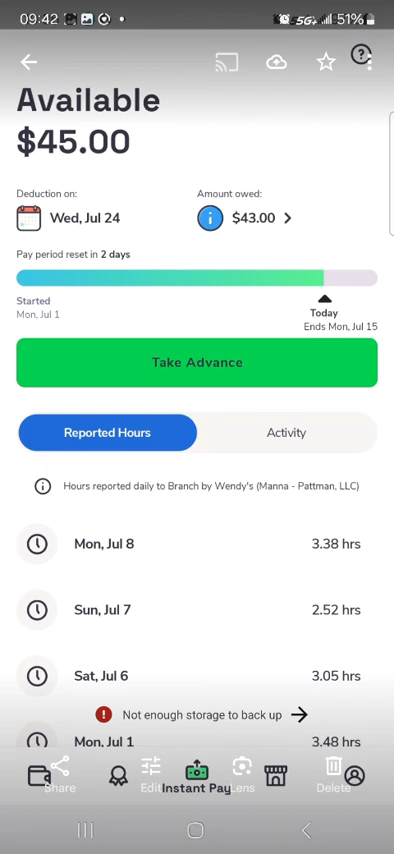 09:42
5G+
51%
Available
$45.00
Deduction on:
Amount owed:
Wed, Jul 24
$43.00
Pay period reset in 2 days
Started
Mon, Jul 1
Today
Ends Mon, Jul 15
Take Advance
Reported Hours
Activity
Hours reported daily to Branch by Wendy's (Manna - Pattman, LLC)
Mon, Jul 8
3.38 hrs
Sun, Jul 7
2.52 hrs
Sat, Jul 6
3.05 hrs
Not enough storage to back up
Mon, Jul 1
3.48 hrs
Share
Edit
Instant Pay
Lens
Delete